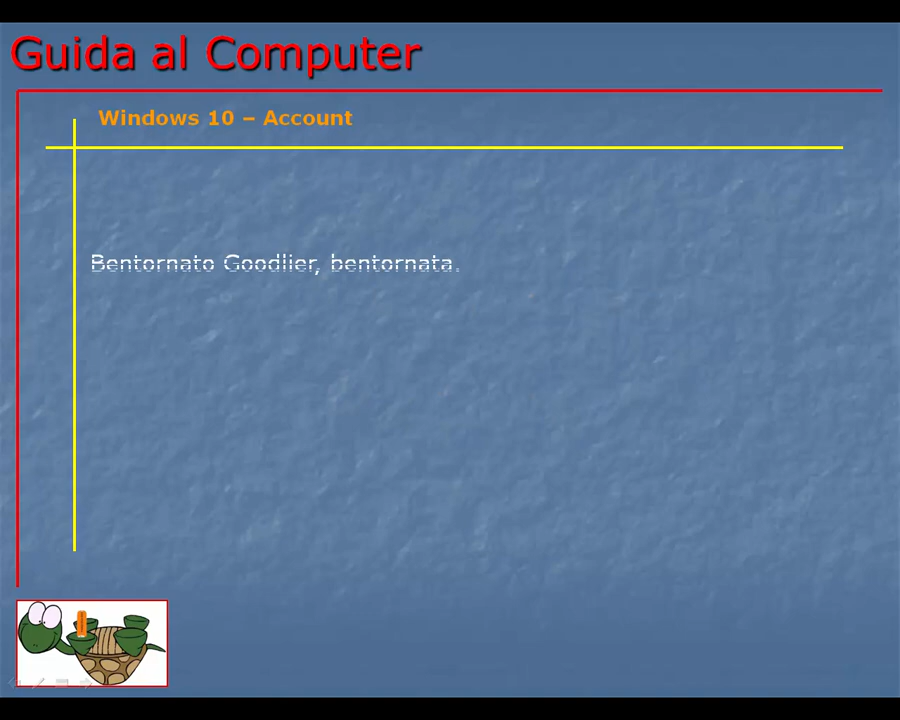 Guida al Computer
Windows 10 – Account
Bentornato Goodlier, bentornata.